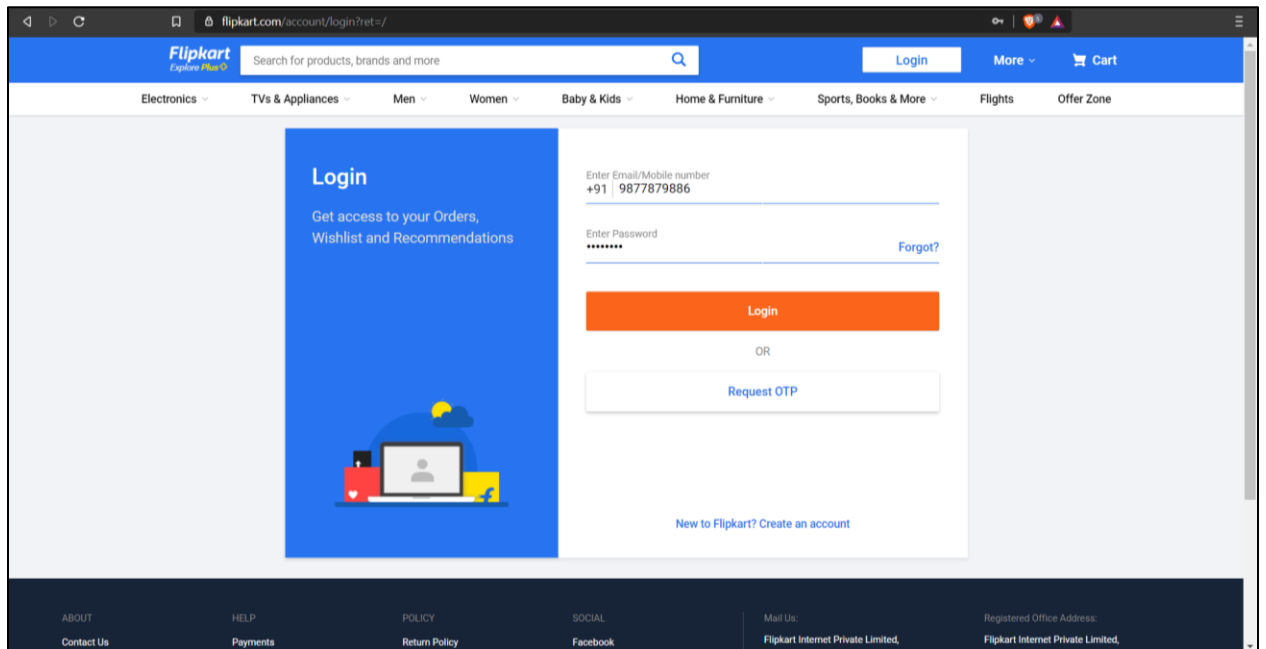 flipkart.com/account/login?ret=/
Flipkart
Explore Plus
Search for products, brands and more
Login
More
Cart
Electronics
TVs & Appliances
Men
Women
Baby & Kids
Home & Furniture
Sports, Books & More
Flights
Offer Zone
Login
Get access to your Orders,
Wishlist and Recommendations
Enter Email/Mobile number
+91 9877879886
Enter Password
••••••••
Forgot?
Login
OR
Request OTP
New to Flipkart? Create an account
ABOUT
Contact Us
HELP
Payments
POLICY
Return Policy
SOCIAL
Facebook
Mail Us:
Flipkart Internet Private Limited,
Registered Office Address:
Flipkart Internet Private Limited,